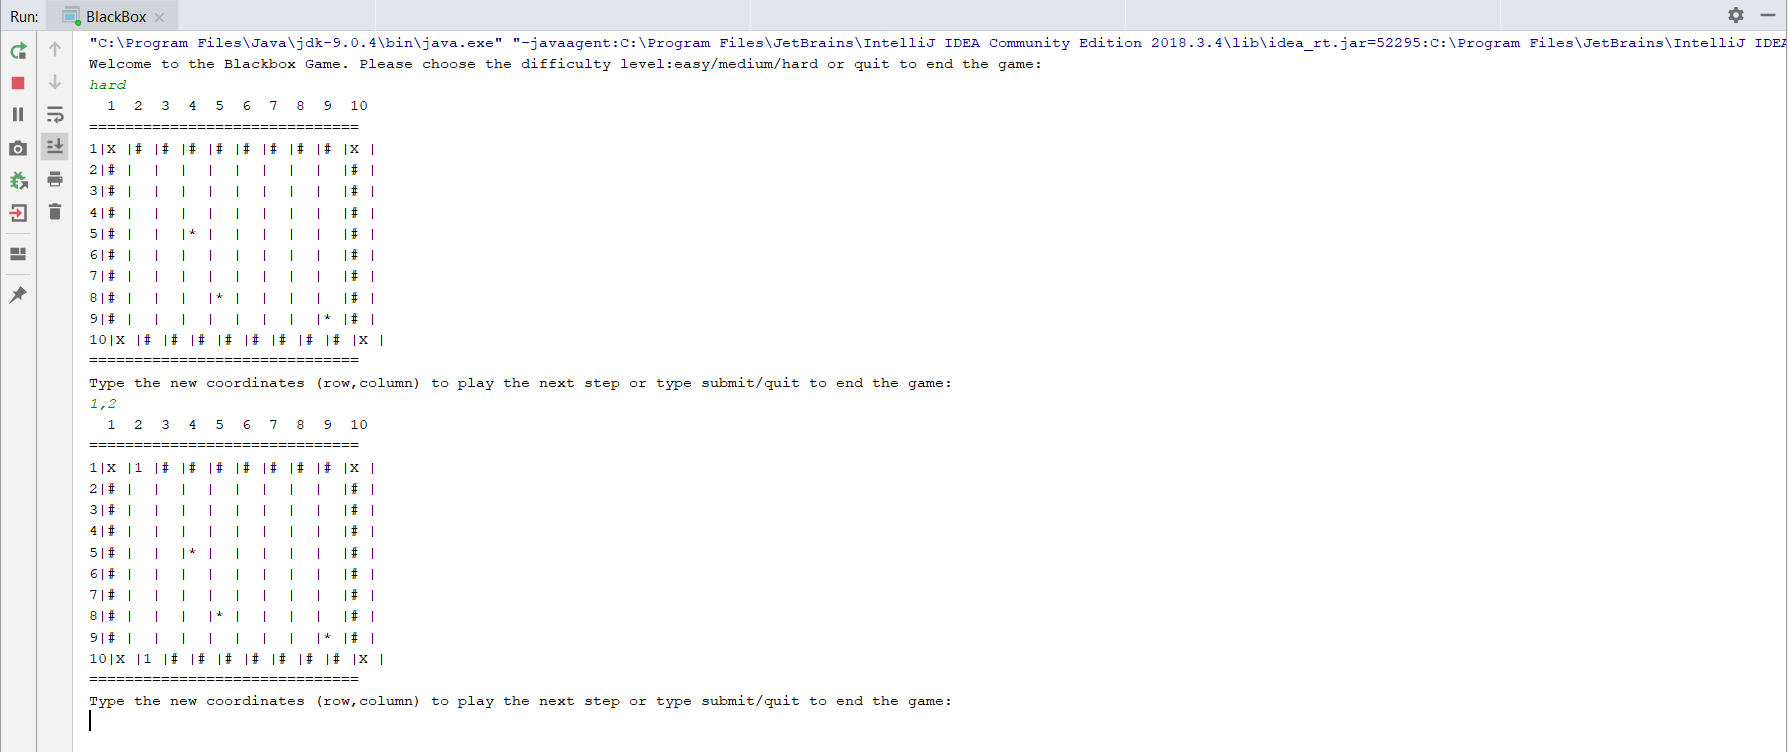 Run: BlackBox
"C:\Program Files\Java\jdk-9.0.4\bin\java.exe" "-javaagent:C:\Program Files\JetBrains\IntelliJ IDEA Community Edition 2018.3.4\lib\idea_rt.jar=52295:C:\Program Files\JetBrains\IntelliJ IDEA
Welcome to the Blackbox Game. Please choose the difficulty level:easy/medium/hard or quit to end the game:
hard
  1  2  3  4  5  6  7  8  9  10
==============================
1|X |# |# |# |# |# |# |# |# |X |
2|# |  |  |  |  |  |  |  |  |# |
3|# |  |  |  |  |  |  |  |  |# |
4|# |  |  |  |  |  |  |  |  |# |
5|# |  |  |* |  |  |  |  |  |# |
6|# |  |  |  |  |  |  |  |  |# |
7|# |  |  |  |  |  |  |  |  |# |
8|# |  |  |  |* |  |  |  |  |# |
9|# |  |  |  |  |  |  |  |* |# |
10|X |# |# |# |# |# |# |# |# |X |
==============================
Type the new coordinates (row,column) to play the next step or type submit/quit to end the game:
1,2
  1  2  3  4  5  6  7  8  9  10
==============================
1|X |1 |# |# |# |# |# |# |# |X |
2|# |  |  |  |  |  |  |  |  |# |
3|# |  |  |  |  |  |  |  |  |# |
4|# |  |  |  |  |  |  |  |  |# |
5|# |  |  |* |  |  |  |  |  |# |
6|# |  |  |  |  |  |  |  |  |# |
7|# |  |  |  |  |  |  |  |  |# |
8|# |  |  |  |* |  |  |  |  |# |
9|# |  |  |  |  |  |  |  |* |# |
10|X |1 |# |# |# |# |# |# |# |X |
==============================
Type the new coordinates (row,column) to play the next step or type submit/quit to end the game: